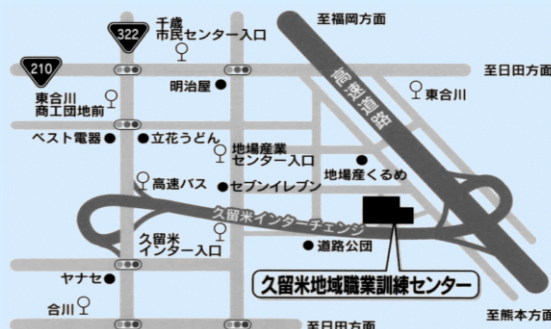 至福岡方面
千歳
市民センター入口
322
210
至日田方面
高速道路
明治屋
東合川
商工団地前
東合川
ベスト電器
立花うどん
地場産業
センター入口
地場産くるめ
高速バス
セブンイレブン
久留米インターチェンジ
久留米
インター入口
道路公団
ヤナセ
久留米地域職業訓練センター
合川
至日田方面
至熊本方面